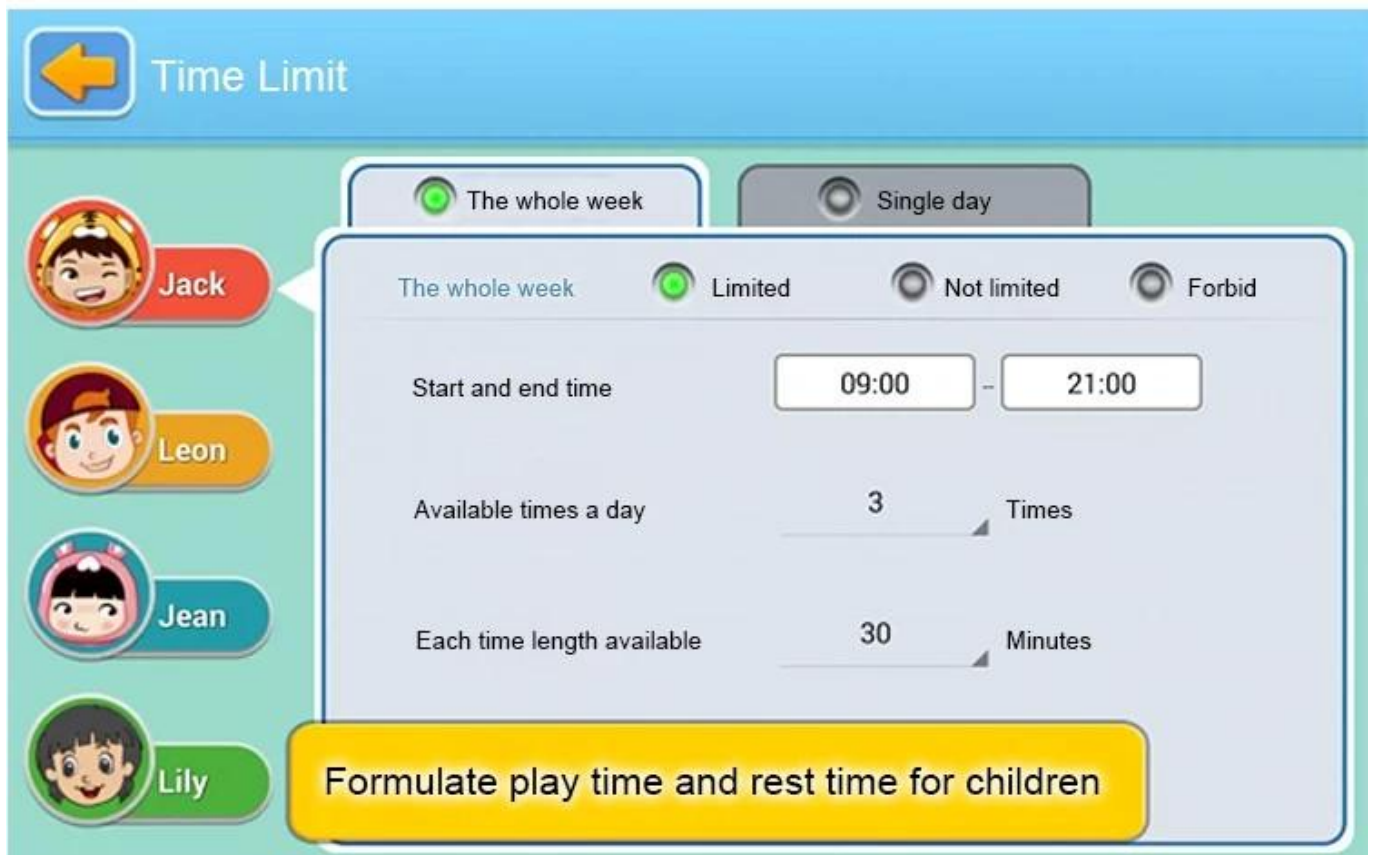 Time Limit
The whole week
Single day
Jack
The whole week Limited Not limited Forbid
Start and end time 09:00 - 21:00
Leon
Available times a day 3 Times
Jean
Each time length available 30 Minutes
Lily
Formulate play time and rest time for children